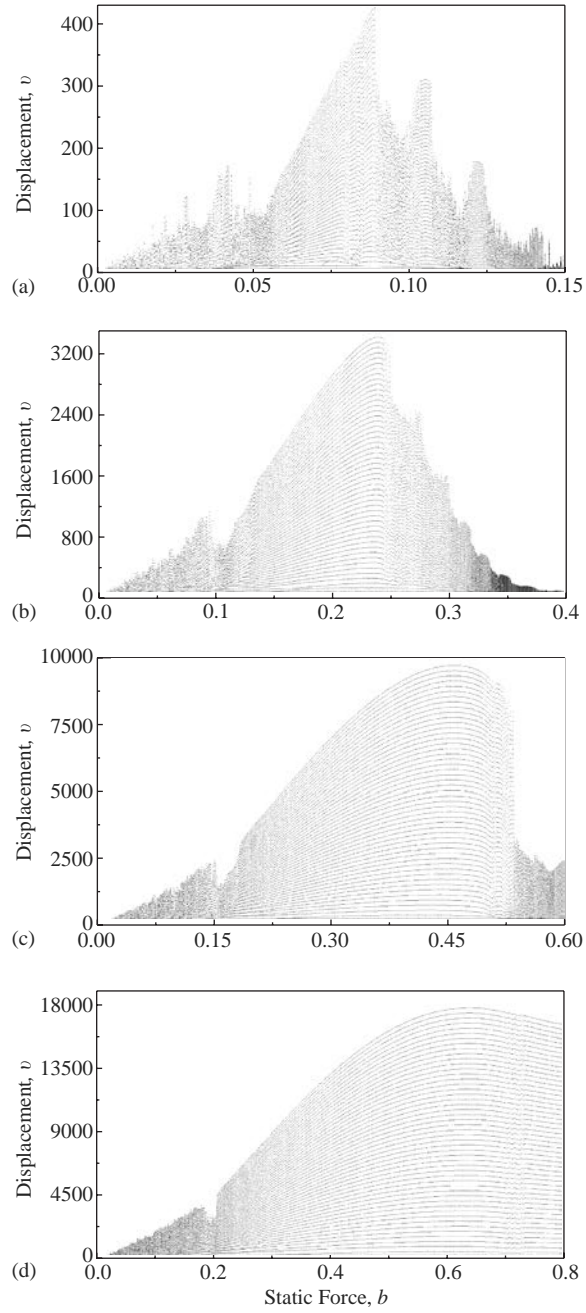 400
300
200
100
0
Displacement, υ
(a)
0.00 0.05 0.10 0.15
3200
2400
1600
800
0
Displacement, υ
(b)
0.0 0.1 0.2 0.3 0.4
10000
7500
5000
2500
0
Displacement, υ
(c)
0.00 0.15 0.30 0.45 0.60
18000
13500
9000
4500
0
Displacement, υ
(d)
0.0 0.2 0.4 0.6 0.8
Static Force, b